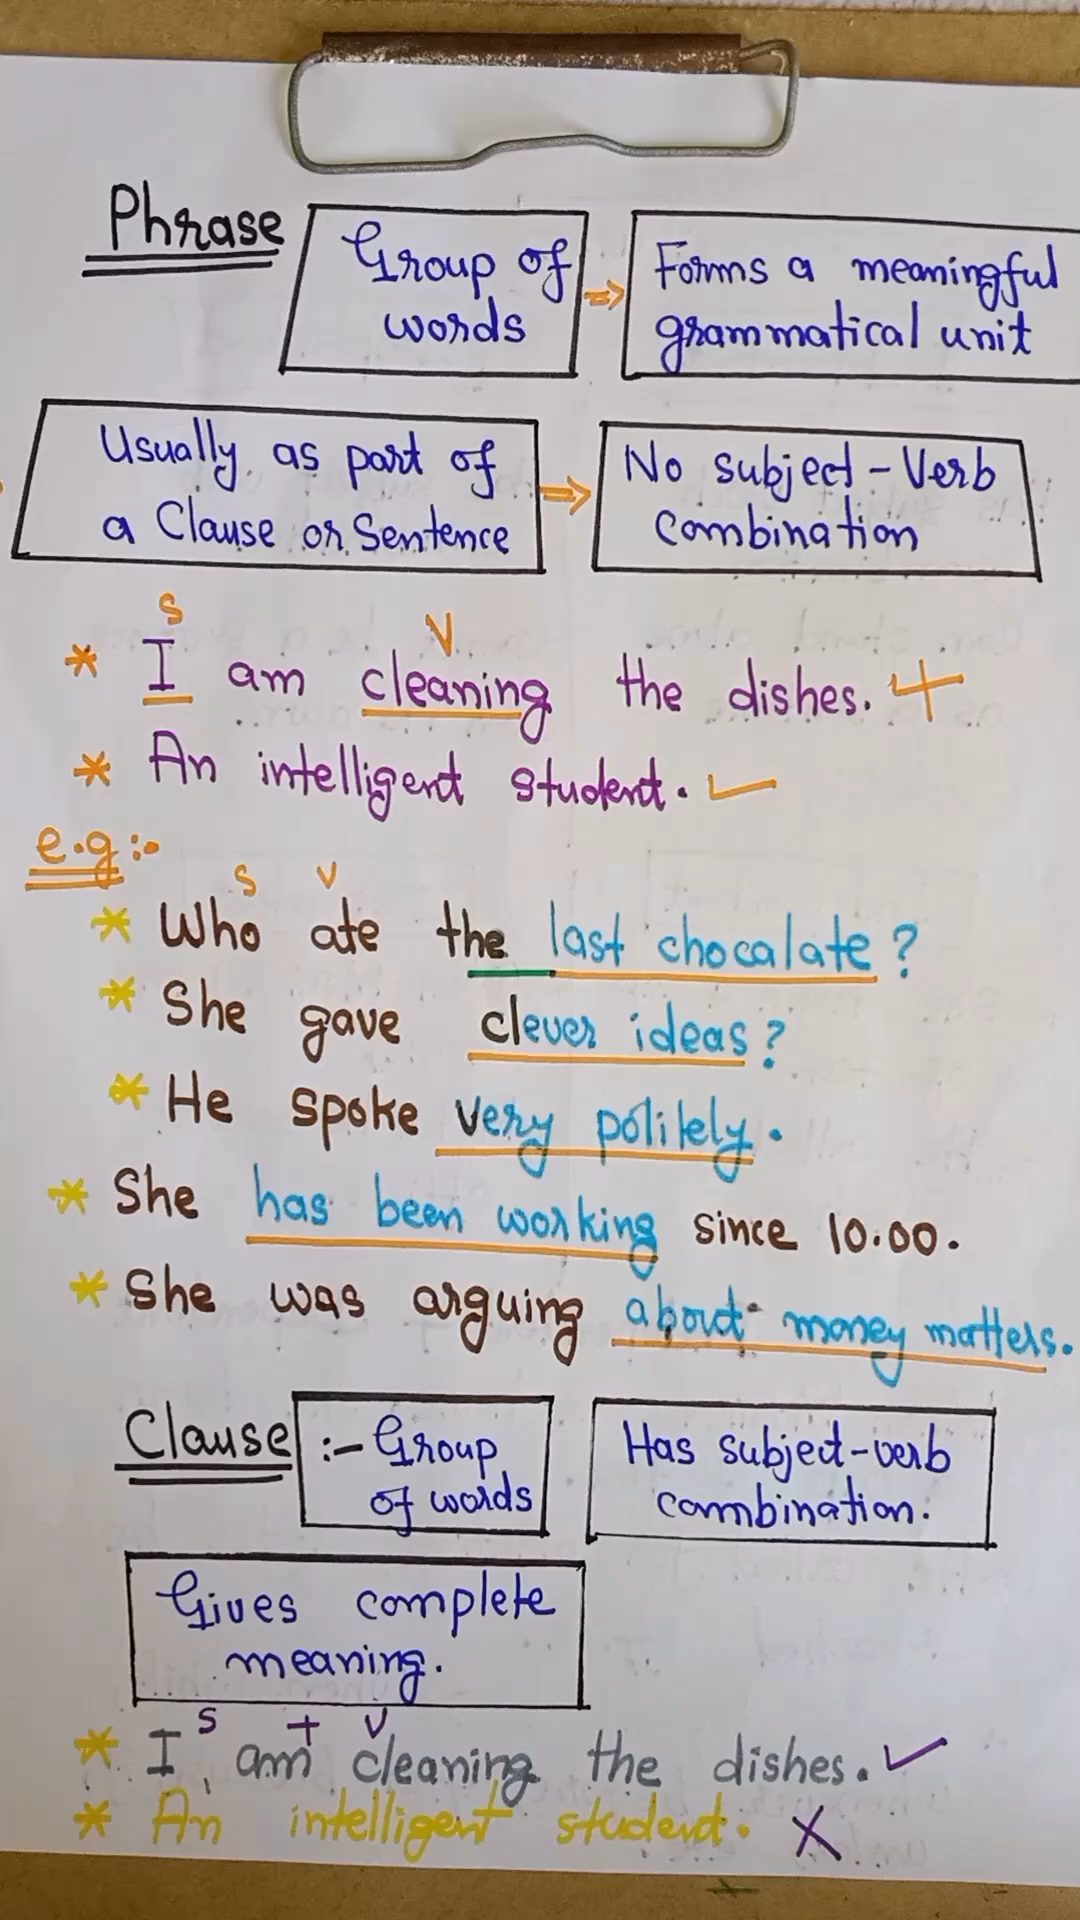 Phrase
Group of
words
Forms a meaningful
grammatical unit
Usually as part of
a Clause or Sentence
No subject-Verb
combination
S V
* I am cleaning the dishes. +
* An intelligent student. ✓
e.g:-
S V
* Who ate the last chocalate?
* She gave clever ideas?
* He spoke very politely.
* She has been working since 10.00.
* She was arguing about money matters.
Clause
:- Group
of words
Has subject-verb
combination.
Gives complete
meaning.
S + V
* I am cleaning the dishes. ✓
* An intelligent student. X